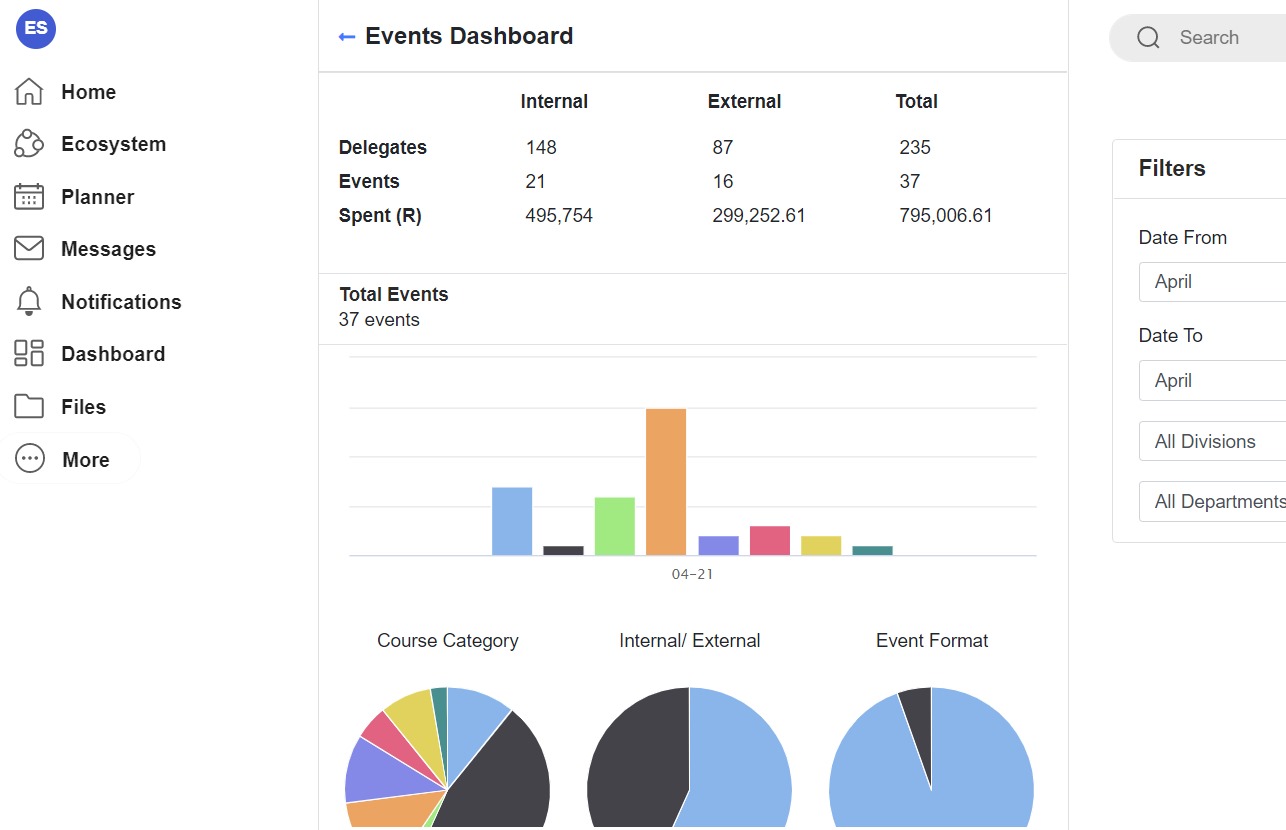 ES
Home
Ecosystem
Planner
Messages
Notifications
Dashboard
Files
More
← Events Dashboard
Internal External Total
Delegates 148 87 235
Events 21 16 37
Spent (R) 495,754 299,252.61 795,006.61
Total Events
37 events
04-21
Course Category Internal/ External Event Format
Search
Filters
Date From
April
Date To
April
All Divisions
All Departments